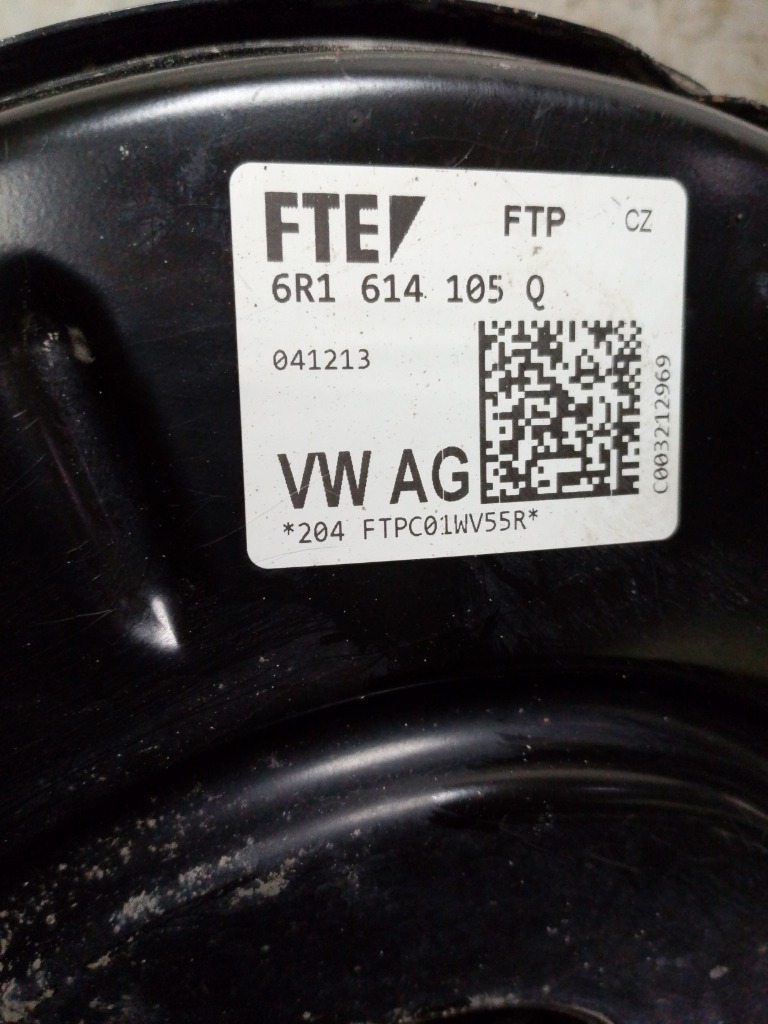 FTE FTP CZ
6R1 614 105 Q
041213
C003212969
VW AG
*204 FTPC01WV55R*